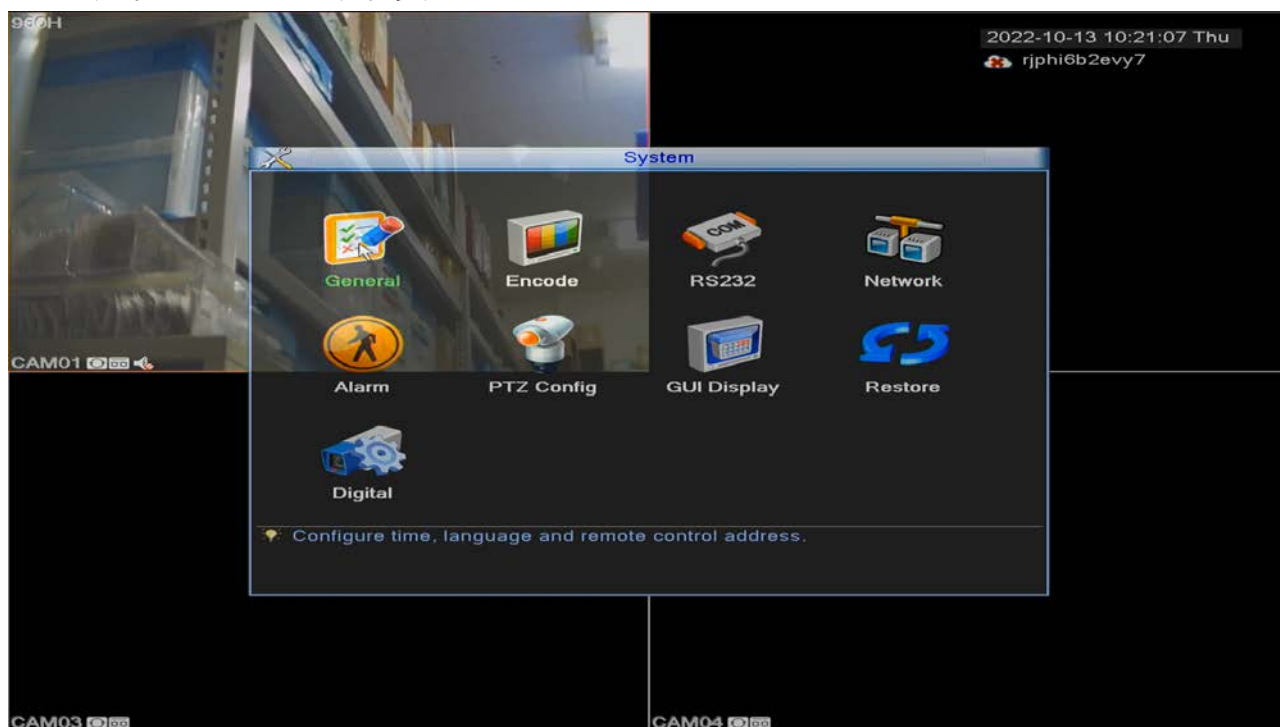 960H
2022-10-13 10:21:07 Thu
rjphi6b2evy7
System
COM
General
Encode
RS232
Network
CAM01
Alarm
PTZ Config
GUI Display
Restore
Digital
Configure time, language and remote control address.
CAM03
CAM04